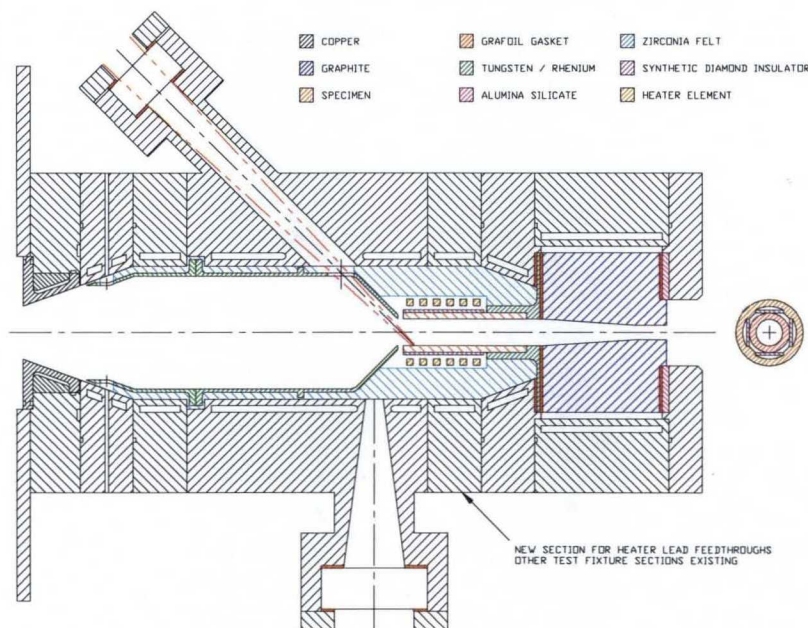 COPPER
GRAPHITE
SPECIMEN
GRAFOIL GASKET
TUNGSTEN / RHENIUM
ALUMINA SILICATE
ZIRCONIA FELT
SYNTHETIC DIAMOND INSULATOR
HEATER ELEMENT
NEW SECTION FOR HEATER LEAD FEEDTHROUGHS
OTHER TEST FIXTURE SECTIONS EXISTING